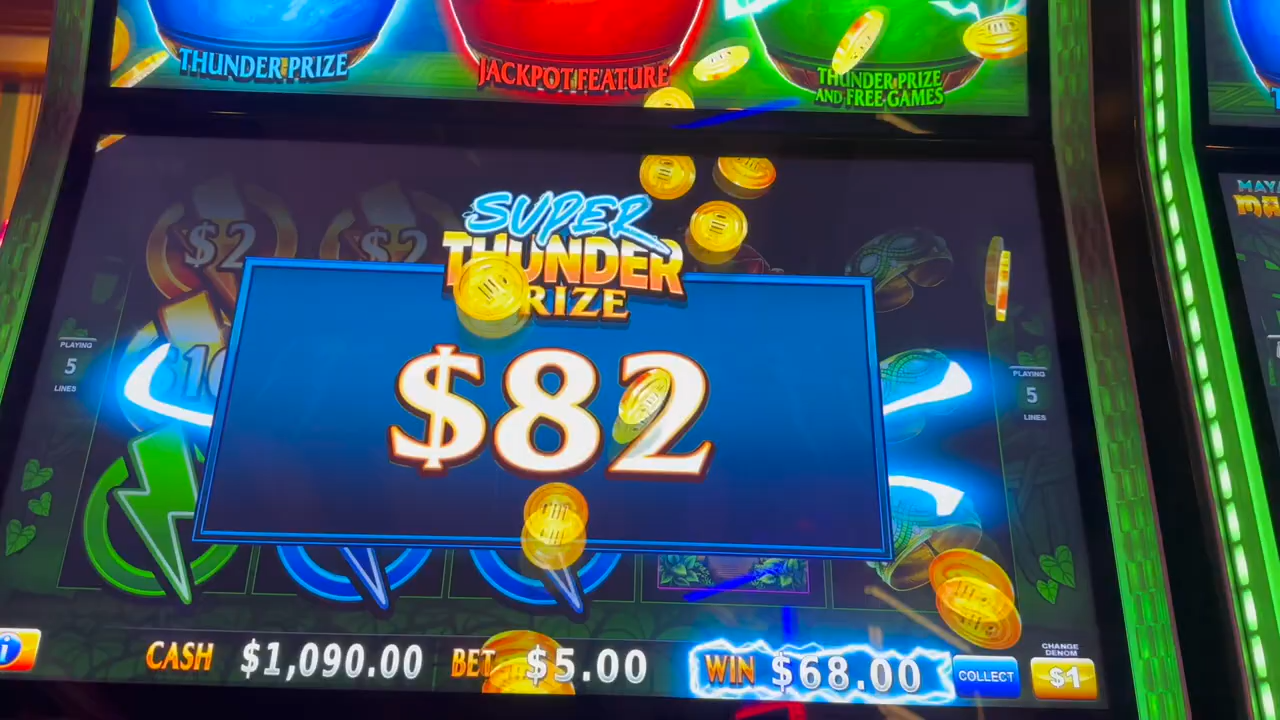 THUNDER PRIZE
JACKPOT FEATURE
THUNDER PRIZE
AND FREE GAMES
$2
$2
SUPER
THUNDER
PRIZE
$82
PLAYING
5
LINES
PLAYING
5
LINES
CASH $1,090.00 BET $5.00 WIN $68.00 COLLECT
CHANGE
DENOM
$1